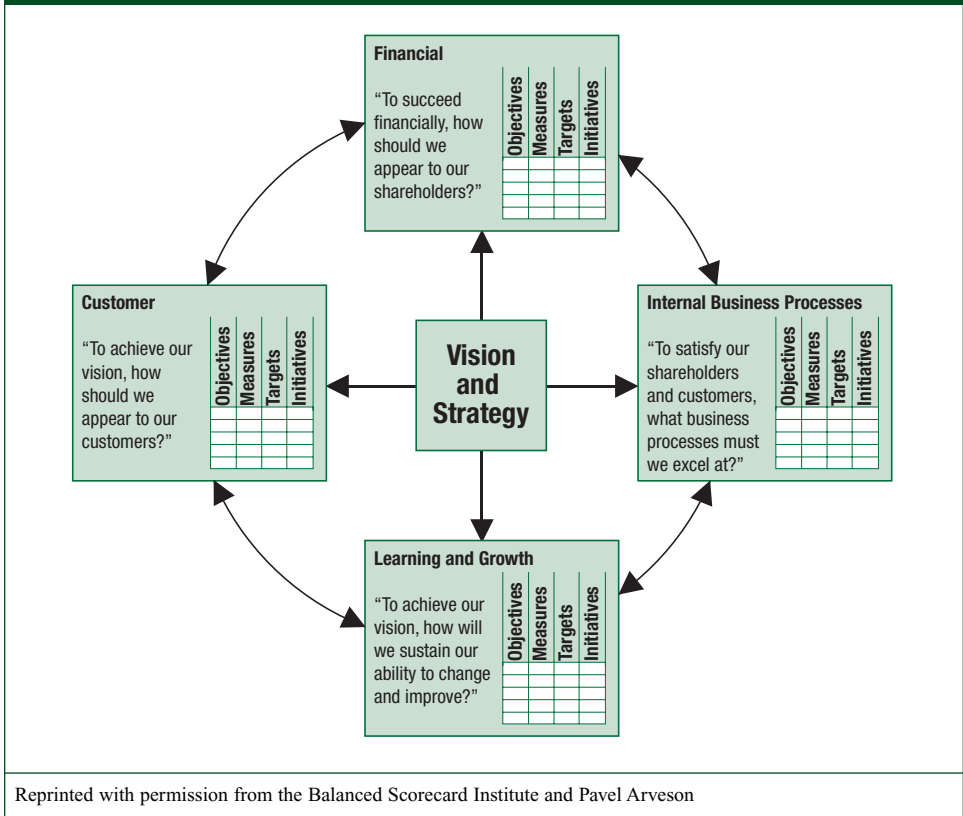 Financial
“To succeed
financially, how
should we
appear to our
shareholders?”
Objectives
Measures
Targets
Initiatives
Customer
“To achieve our
vision, how
should we
appear to our
customers?”
Objectives
Measures
Targets
Initiatives
Vision
and
Strategy
Internal Business Processes
“To satisfy our
shareholders
and customers,
what business
processes must
we excel at?”
Objectives
Measures
Targets
Initiatives
Learning and Growth
“To achieve our
vision, how will
we sustain our
ability to change
and improve?”
Objectives
Measures
Targets
Initiatives
Reprinted with permission from the Balanced Scorecard Institute and Pavel Arveson